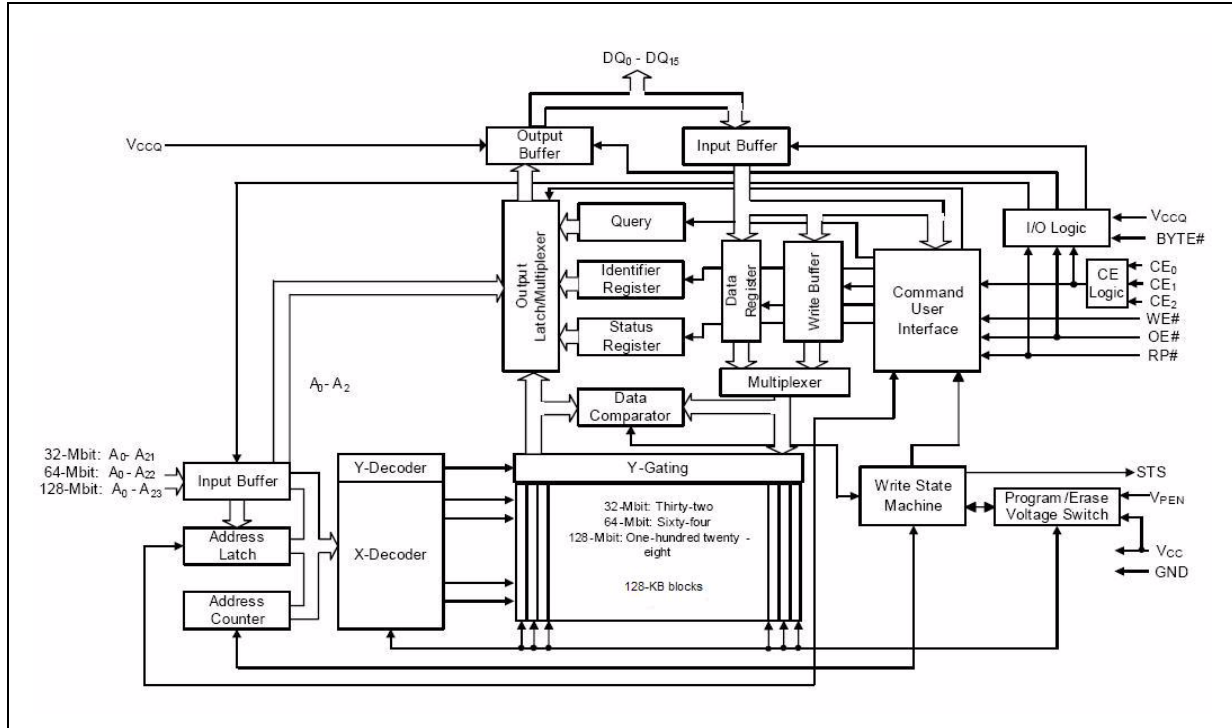 DQ0 - DQ15
VCCQ
Output
Buffer
Input Buffer
Output
Latch/Multiplexer
Query
Identifier
Register
Status
Register
Data
Register
Write Buffer
Command
User
Interface
I/O Logic
VCCQ
BYTE#
CE
Logic
CE0
CE1
CE2
WE#
OE#
RP#
A0- A2
Multiplexer
Data
Comparator
32-Mbit: A0- A21
64-Mbit: A0 - A22
128-Mbit: A0 - A23
Input Buffer
Address
Latch
Address
Counter
Y-Decoder
X-Decoder
Y-Gating
32-Mbit: Thirty-two
64-Mbit: Sixty-four
128-Mbit: One-hundred twenty -
eight
128-KB blocks
Write State
Machine
STS
Program/Erase
Voltage Switch
VPEN
VCC
GND